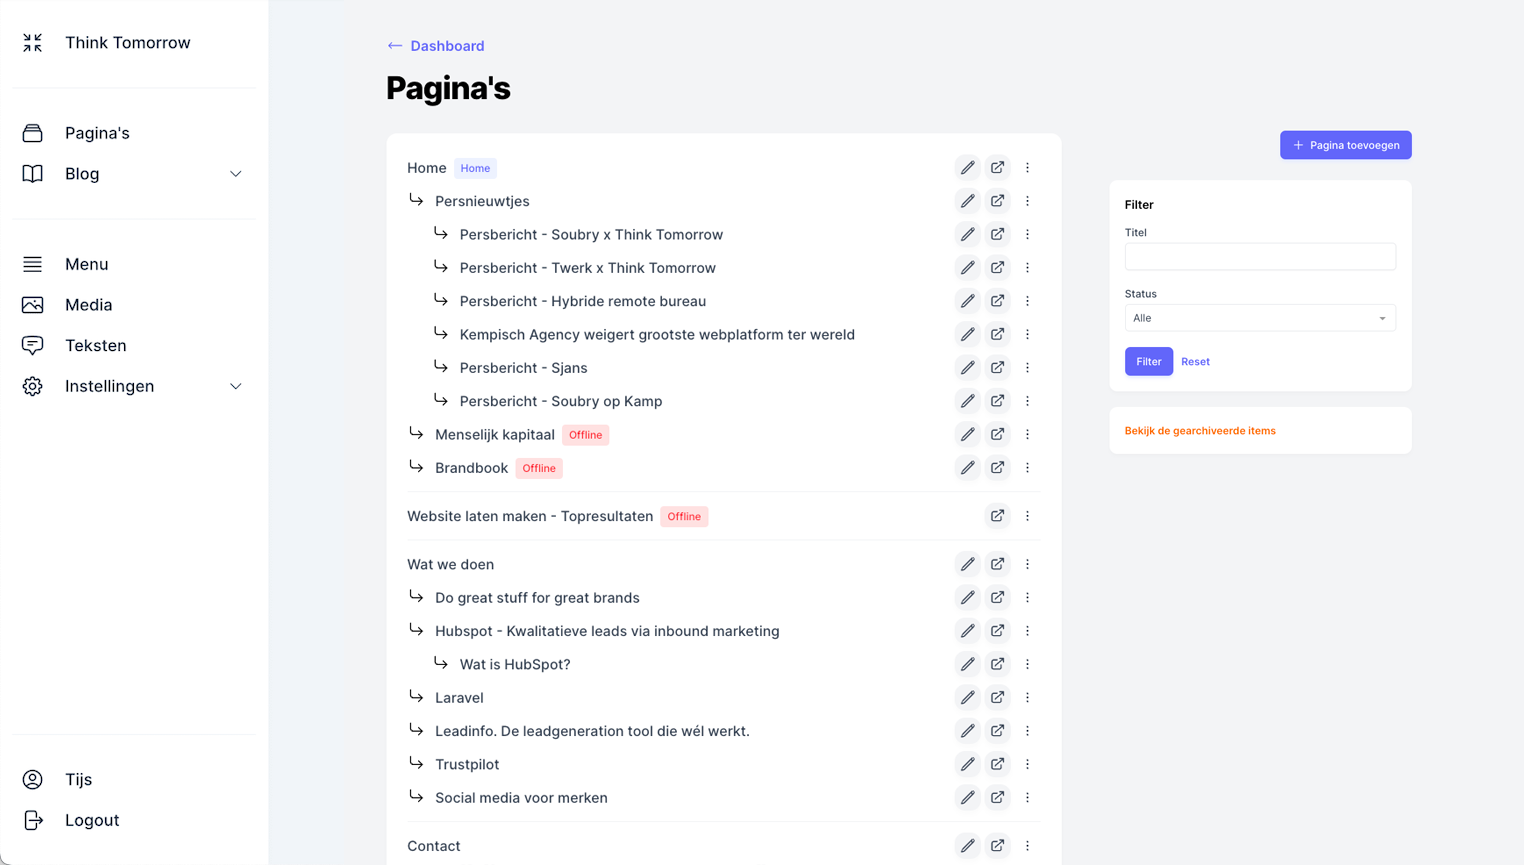 Think Tomorrow
Pagina's
Blog
Menu
Media
Teksten
Instellingen
Tijs
Logout
Dashboard
Pagina's
Home Home
Persnieuwtjes
Persbericht - Soubry x Think Tomorrow
Persbericht - Twerk x Think Tomorrow
Persbericht - Hybride remote bureau
Kempisch Agency weigert grootste webplatform ter wereld
Persbericht - Sjans
Persbericht - Soubry op Kamp
Menselijk kapitaal Offline
Brandbook Offline
Website laten maken - Topresultaten Offline
Wat we doen
Do great stuff for great brands
Hubspot - Kwalitatieve leads via inbound marketing
Wat is HubSpot?
Laravel
Leadinfo. De leadgeneration tool die wél werkt.
Trustpilot
Social media voor merken
Contact
Pagina toevoegen
Filter
Titel
Status
Alle
Filter Reset
Bekijk de gearchiveerde items